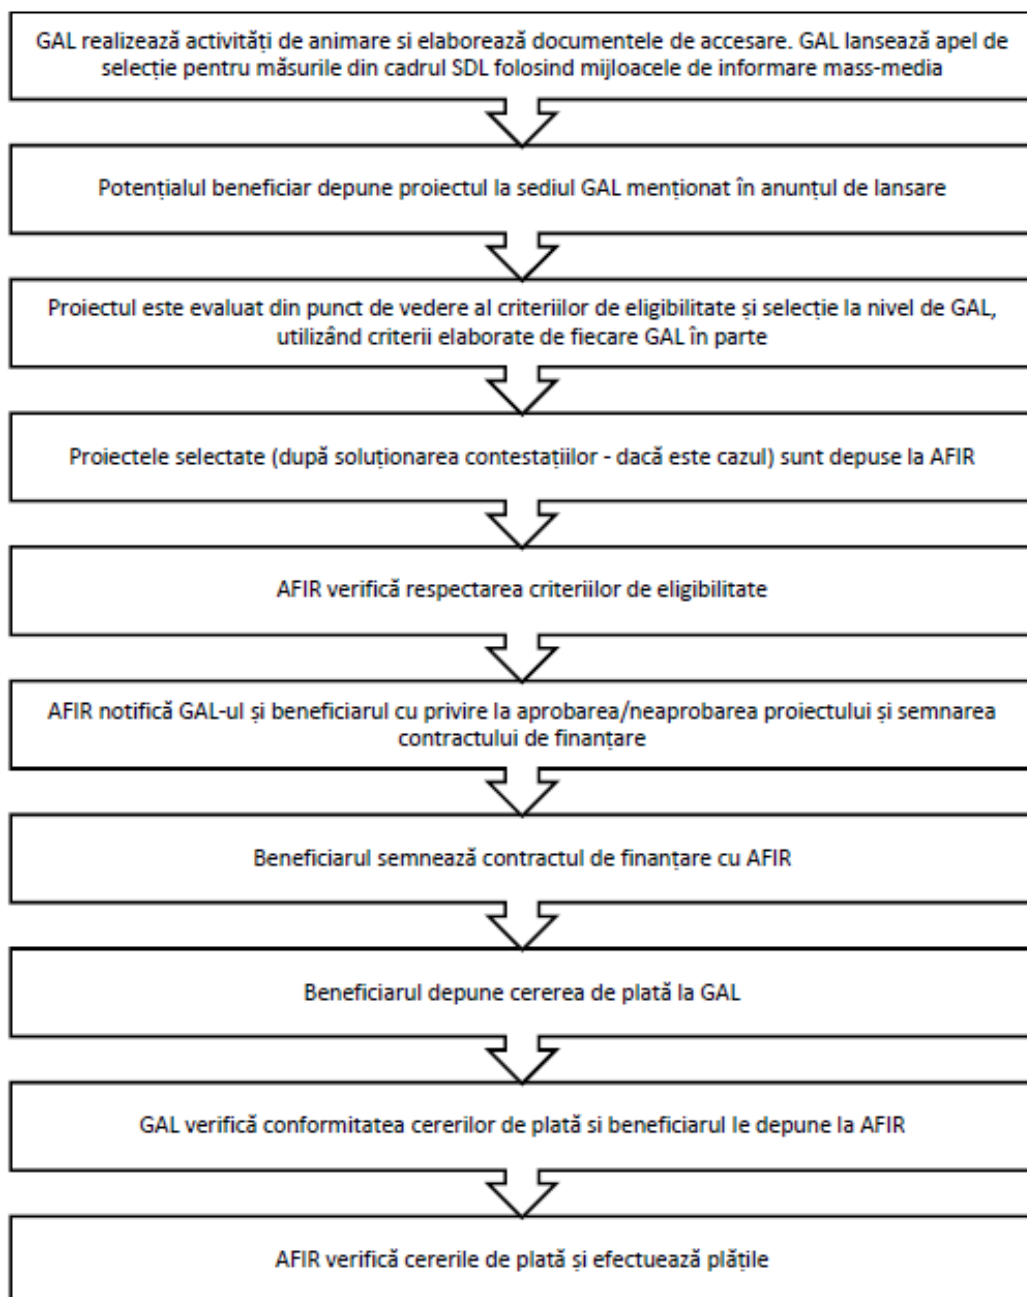 GAL realizează activități de animare si elaborează documentele de accesare. GAL lansează apel de
selecție pentru măsurile din cadrul SDL folosind mijloacele de informare mass-media
Potențialul beneficiar depune proiectul la sediul GAL menționat în anunțul de lansare
Proiectul este evaluat din punct de vedere al criteriilor de eligibilitate și selecție la nivel de GAL,
utilizând criterii elaborate de fiecare GAL în parte
Proiectele selectate (după soluționarea contestațiilor - dacă este cazul) sunt depuse la AFIR
AFIR verifică respectarea criteriilor de eligibilitate
AFIR notifică GAL-ul și beneficiarul cu privire la aprobarea/neaprobarea proiectului și semnarea
contractului de finanțare
Beneficiarul semnează contractul de finanțare cu AFIR
Beneficiarul depune cererea de plată la GAL
GAL verifică conformitatea cererilor de plată si beneficiarul le depune la AFIR
AFIR verifică cererile de plată și efectuează plățile